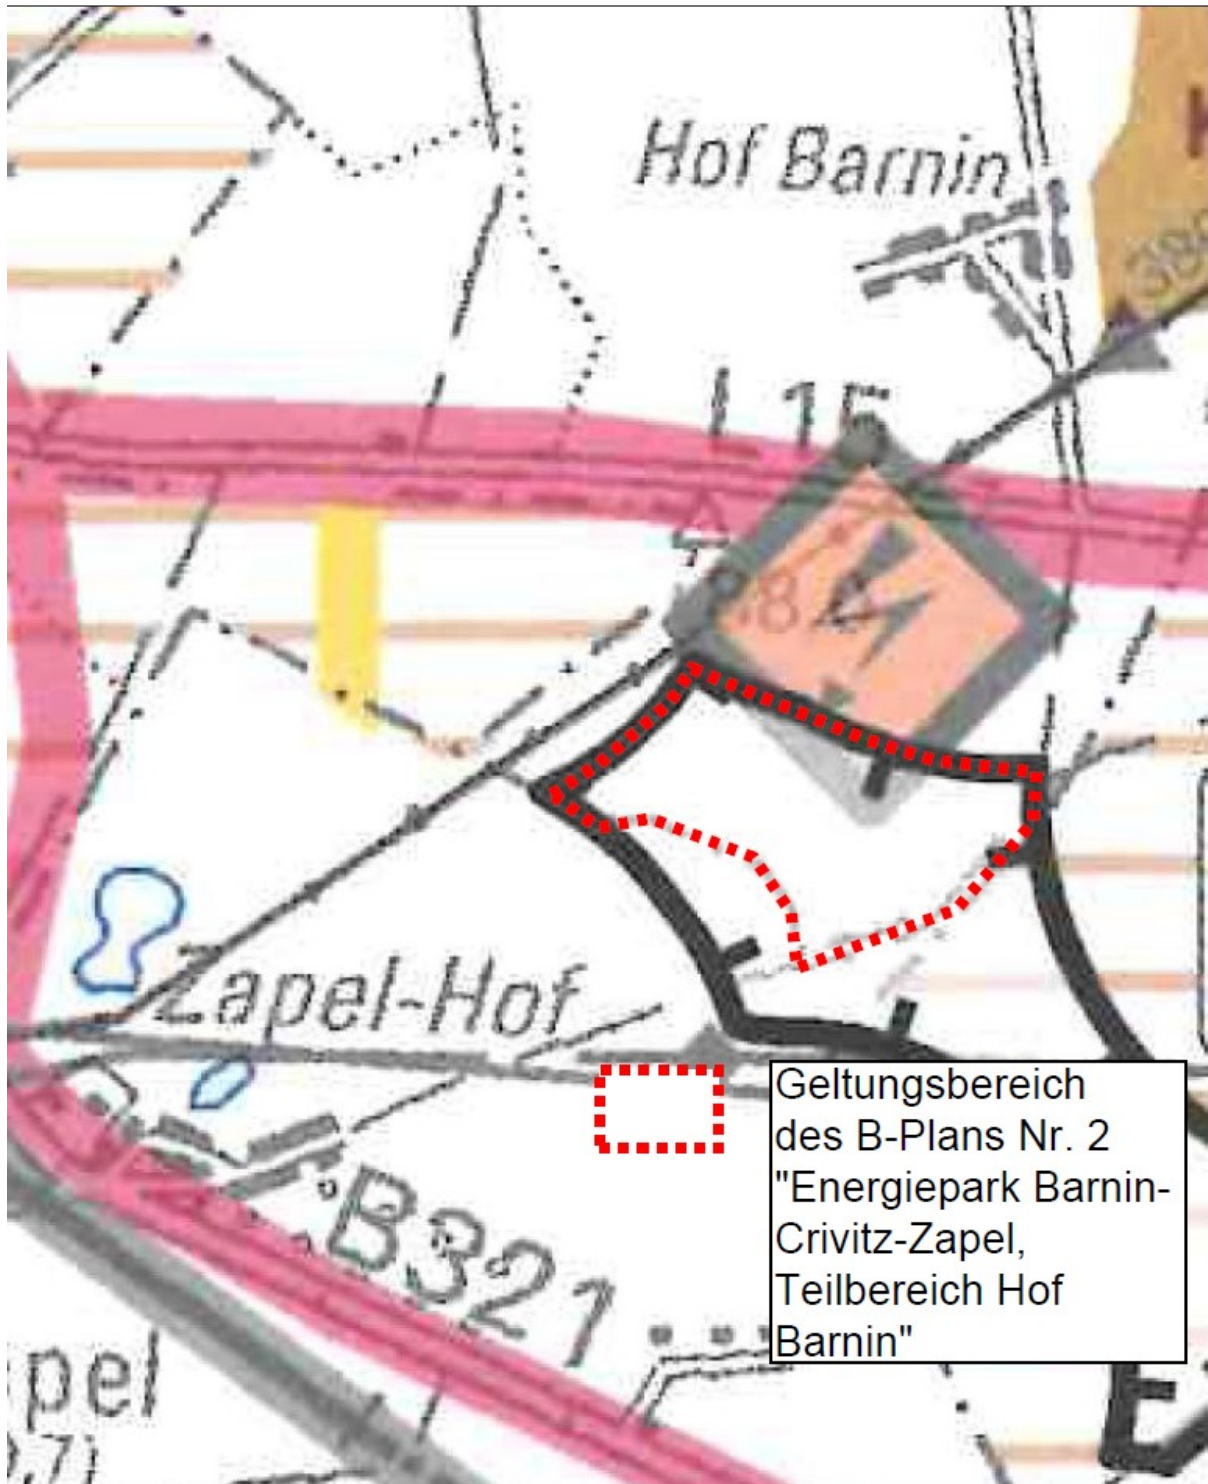 Hof Barnin
L 15
Zapel-Hof
B321
Geltungsbereich
des B-Plans Nr. 2
"Energiepark Barnin-
Crivitz-Zapel,
Teilbereich Hof
Barnin"
pel